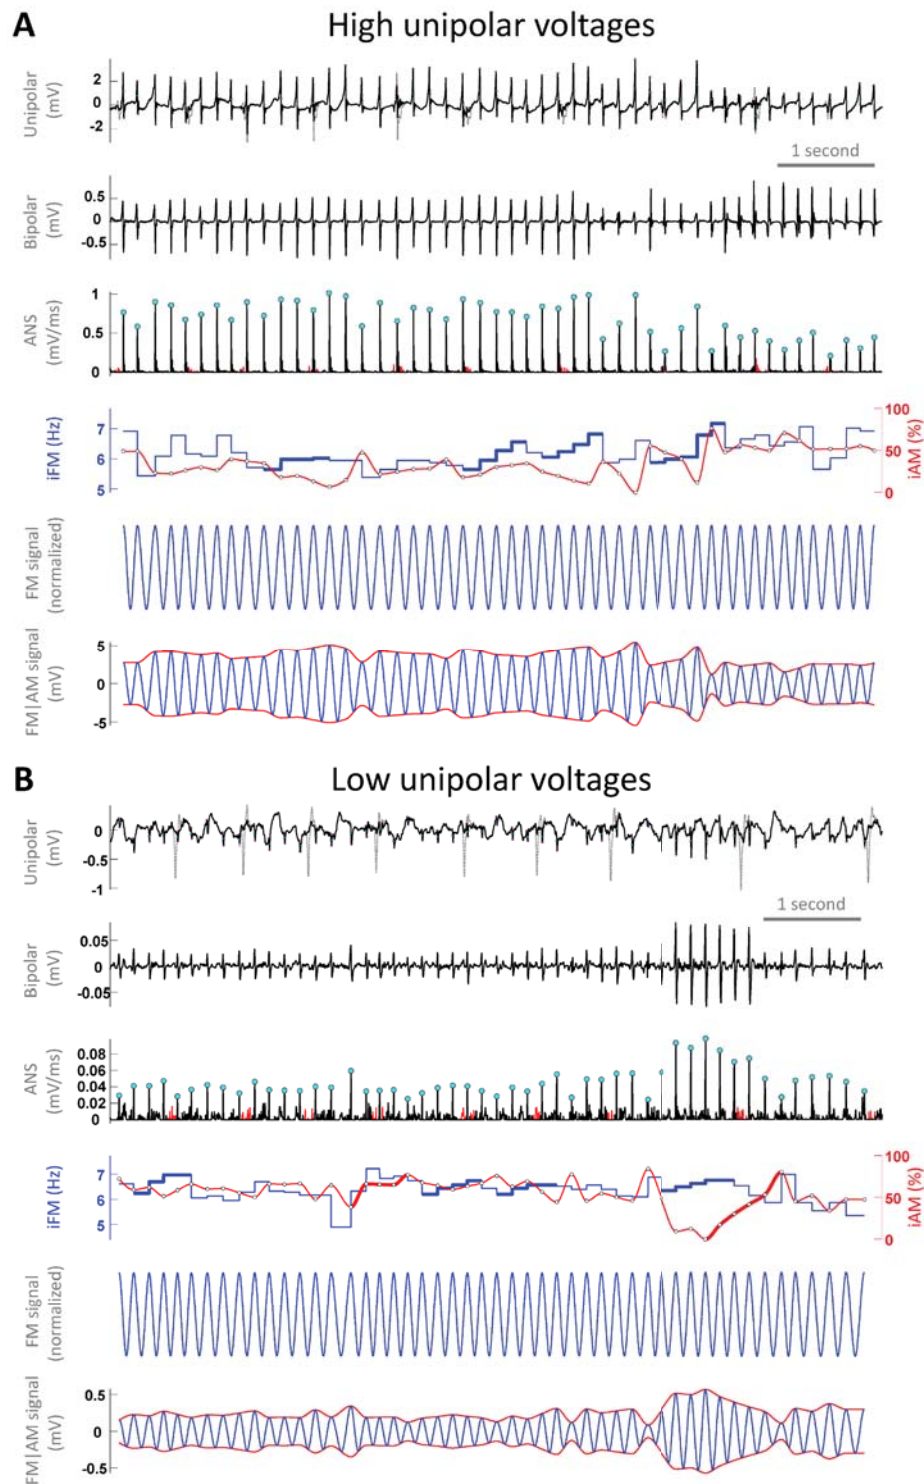 A
High unipolar voltages
Unipolar
(mV)
2
0
-2
1 second
Bipolar
(mV)
0.5
0
-0.5
ANS
(mV/ms)
1
0.5
0
iFM (Hz)
7
6
5
100
50
0
iAM (%)
FM signal
(normalized)
FM|AM signal
(mV)
5
0
-5
B
Low unipolar voltages
Unipolar
(mV)
0
-0.5
-1
1 second
Bipolar
(mV)
0.05
0
-0.05
ANS
(mV/ms)
0.08
0.06
0.04
0.02
0
iFM (Hz)
7
6
5
100
50
0
iAM (%)
FM signal
(normalized)
FM|AM signal
(mV)
0.5
0
-0.5